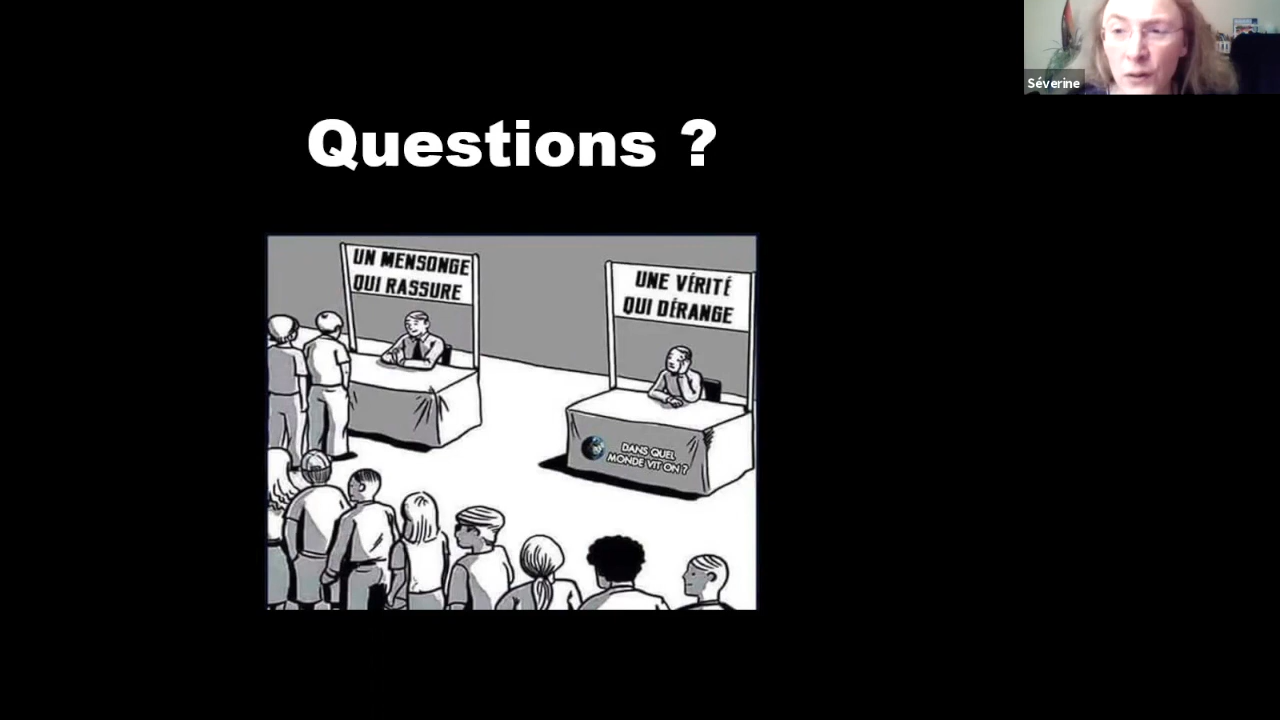 Séverine
Questions ?
UN MENSONGE
QUI RASSURE
UNE VÉRITÉ
QUI DÉRANGE
DANS QUEL
MONDE VIT ON ?